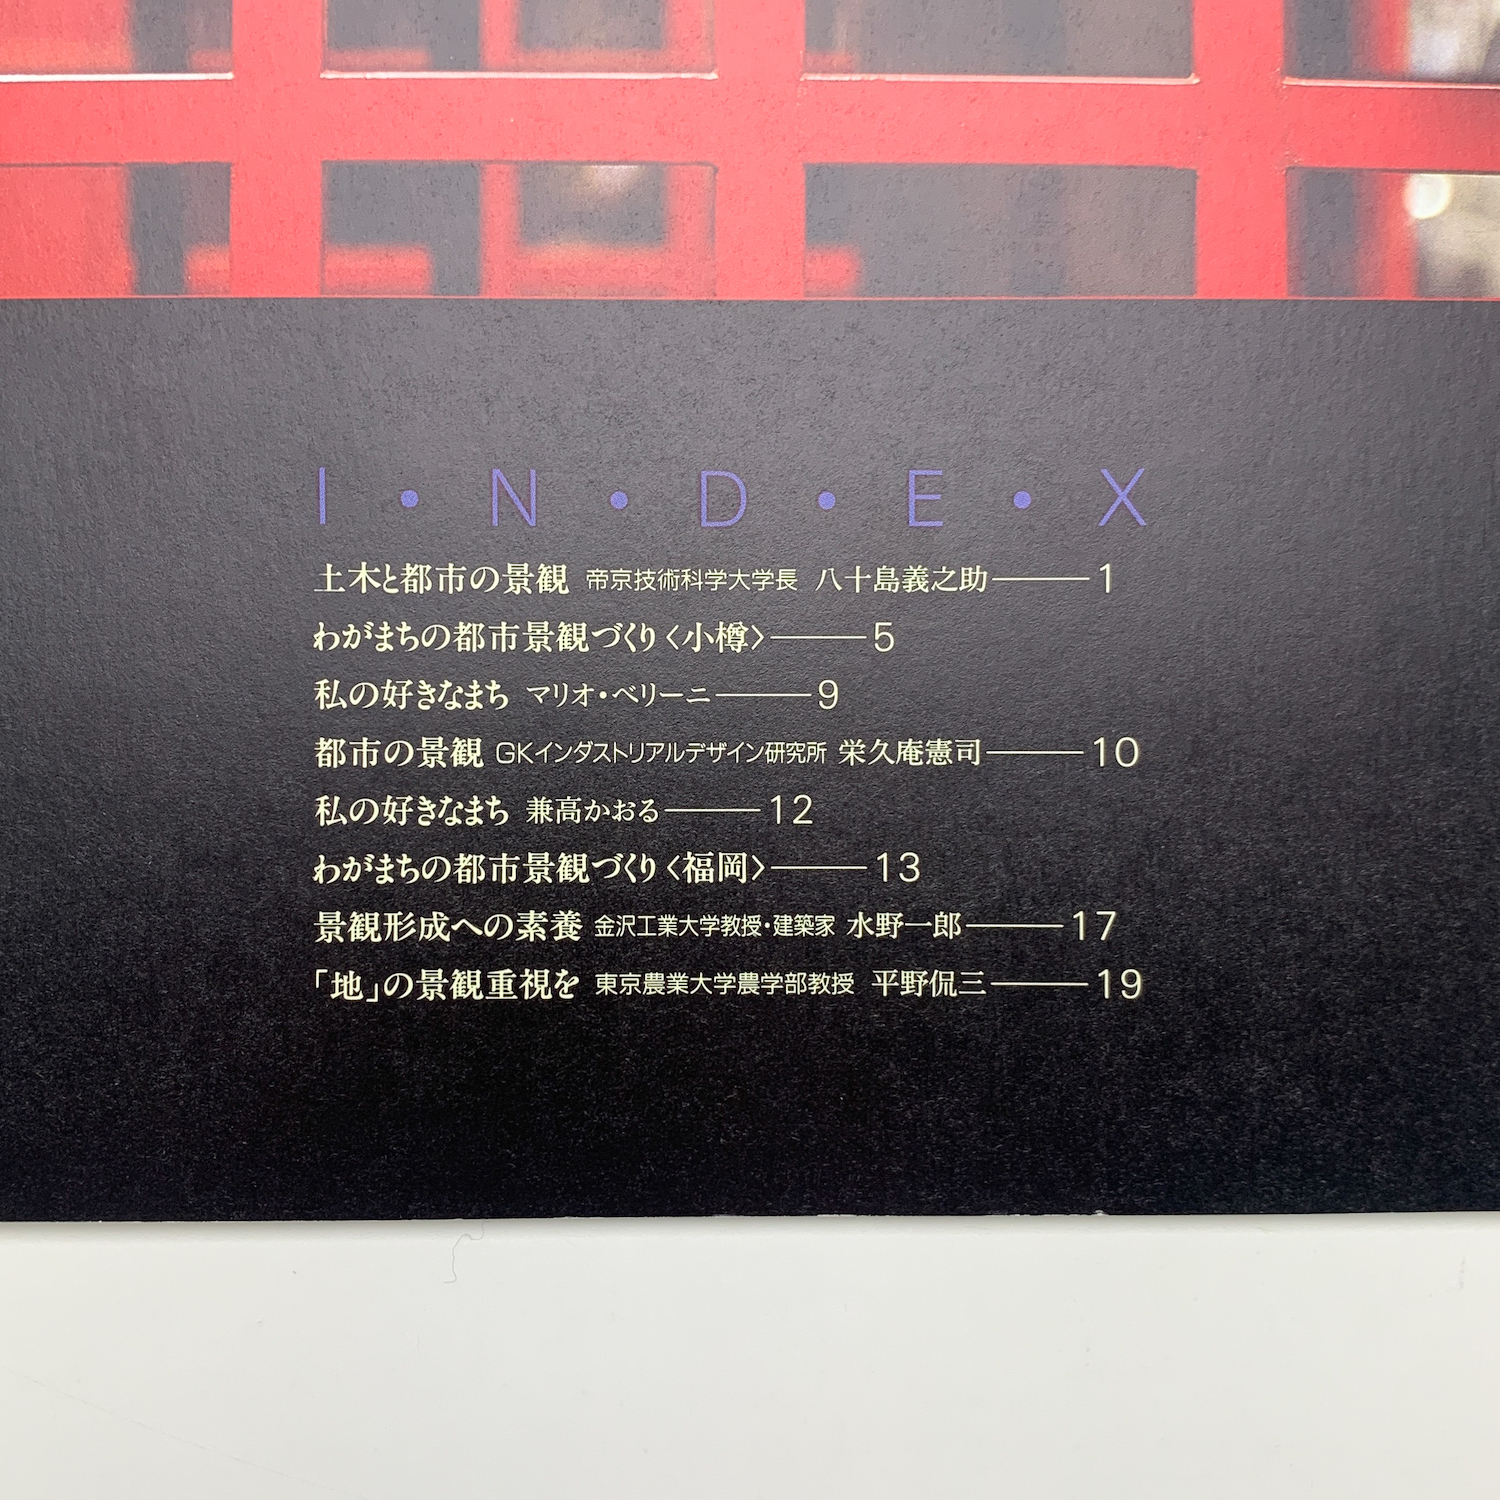 I・N・D・E・X
土木と都市の景観 帝京技術科学大学長 八十島義之助――1
わがまちの都市景観づくり〈小樽〉――5
私の好きなまち マリオ・ベリーニ――9
都市の景観 GKインダストリアルデザイン研究所 栄久庵憲司――10
私の好きなまち 兼高かおる――12
わがまちの都市景観づくり〈福岡〉――13
景観形成への素養 金沢工業大学教授・建築家 水野一郎――17
「地」の景観重視を 東京農業大学農学部教授 平野侃三――19